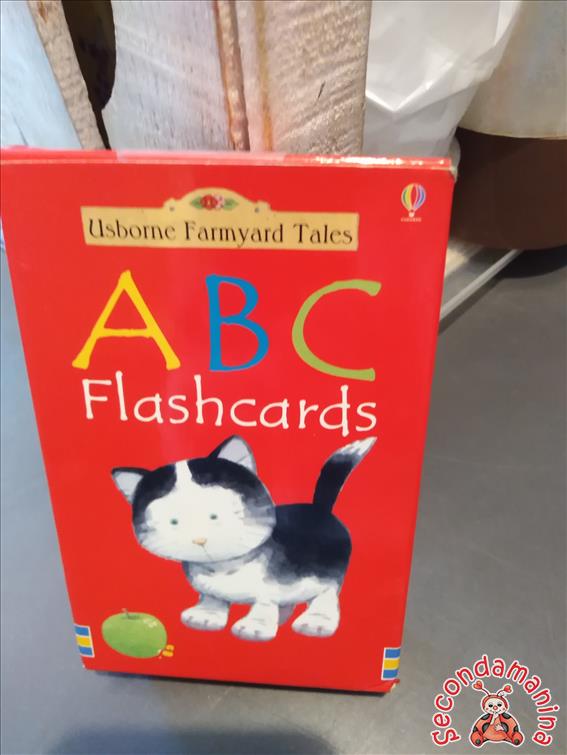 Usborne Farmyard Tales
ABC
Flashcards
secondamanina